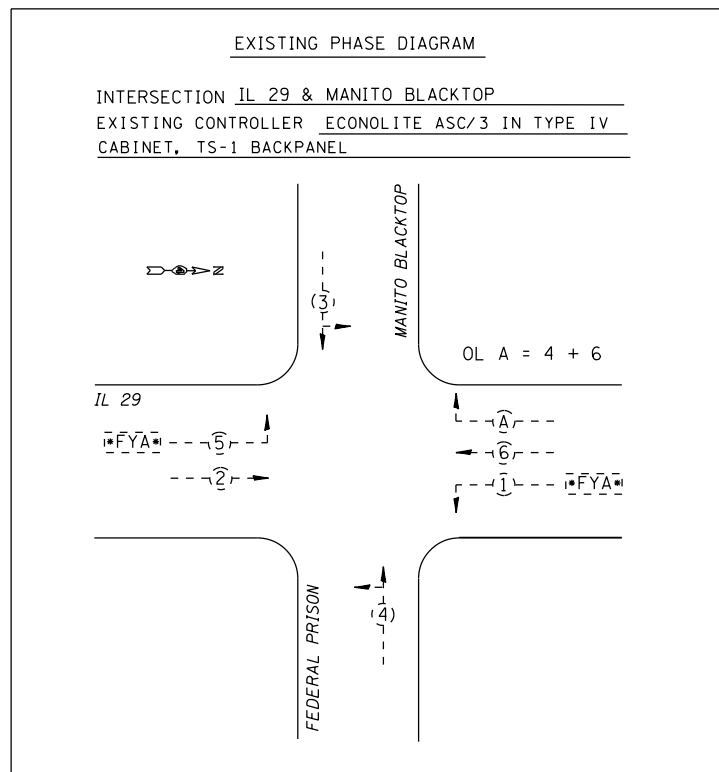 EXISTING PHASE DIAGRAM
INTERSECTION IL 29 & MANITO BLACKTOP
EXISTING CONTROLLER ECONOLITE ASC/3 IN TYPE IV
CABINET, TS-1 BACKPANEL
MANITO BLACKTOP
N
3
OL A = 4 + 6
IL 29
A
*FYA* 5
6
2
1 *FYA*
4
FEDERAL PRISON